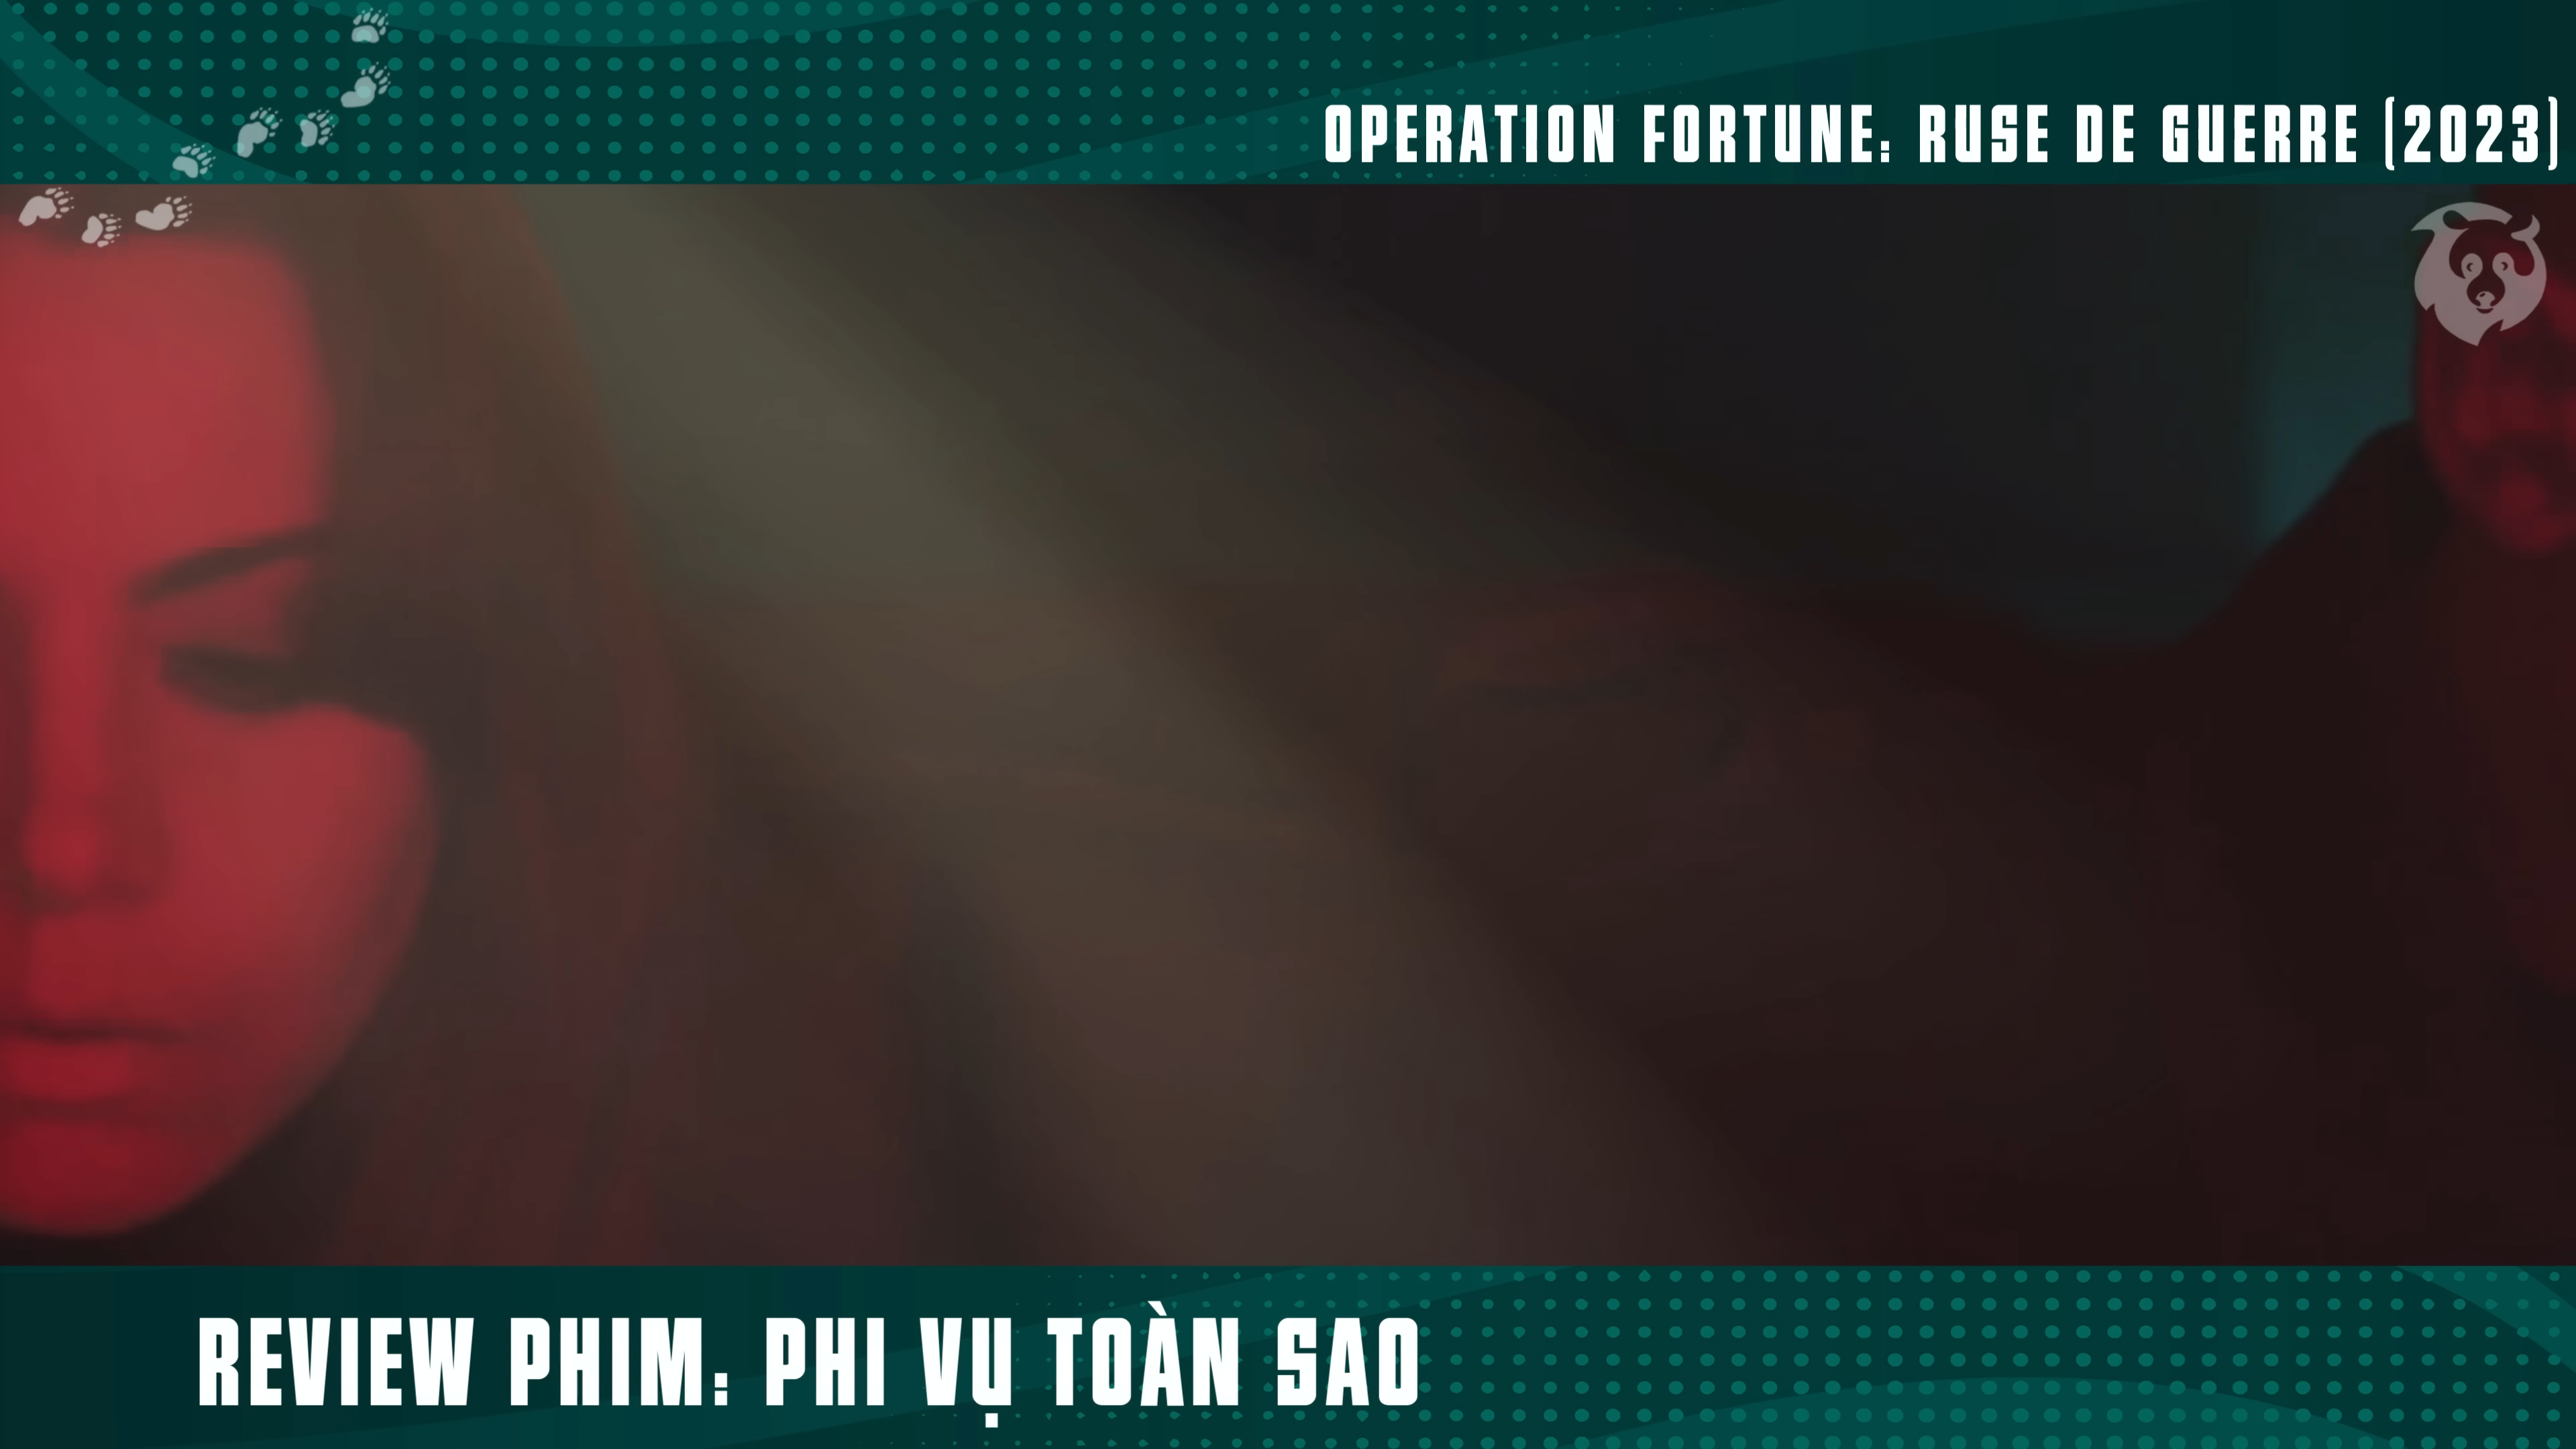 OPERATION FORTUNE: RUSE DE GUERRE (2023)
REVIEW PHIM: PHI VỤ TOÀN SAO